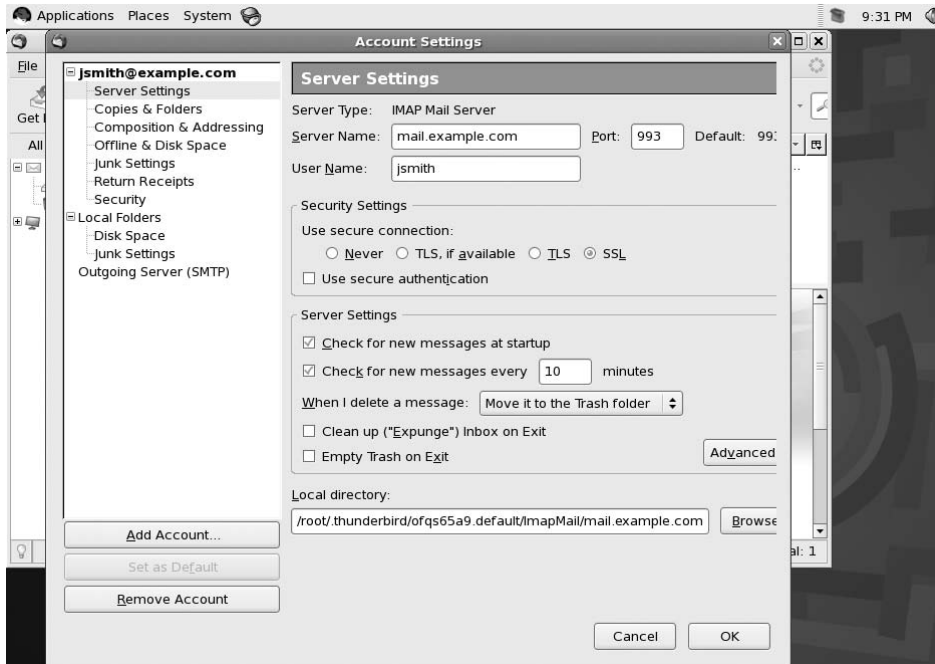 Applications Places System 9:31 PM
Account Settings
File
Get
All
al: 1
jsmith@example.com
Server Settings
Copies & Folders
Composition & Addressing
Offline & Disk Space
Junk Settings
Return Receipts
Security
Local Folders
Disk Space
Junk Settings
Outgoing Server (SMTP)
Add Account...
Set as Default
Remove Account
Server Settings
Server Type: IMAP Mail Server
Server Name: mail.example.com Port: 993 Default: 99
User Name: jsmith
Security Settings
Use secure connection:
Never TLS, if available TLS SSL
Use secure authentication
Server Settings
Check for new messages at startup
Check for new messages every 10 minutes
When I delete a message: Move it to the Trash folder
Clean up ("Expunge") Inbox on Exit
Empty Trash on Exit
Advanced
Local directory:
/root/.thunderbird/ofqs65a9.default/ImapMail/mail.example.com Browse
Cancel OK